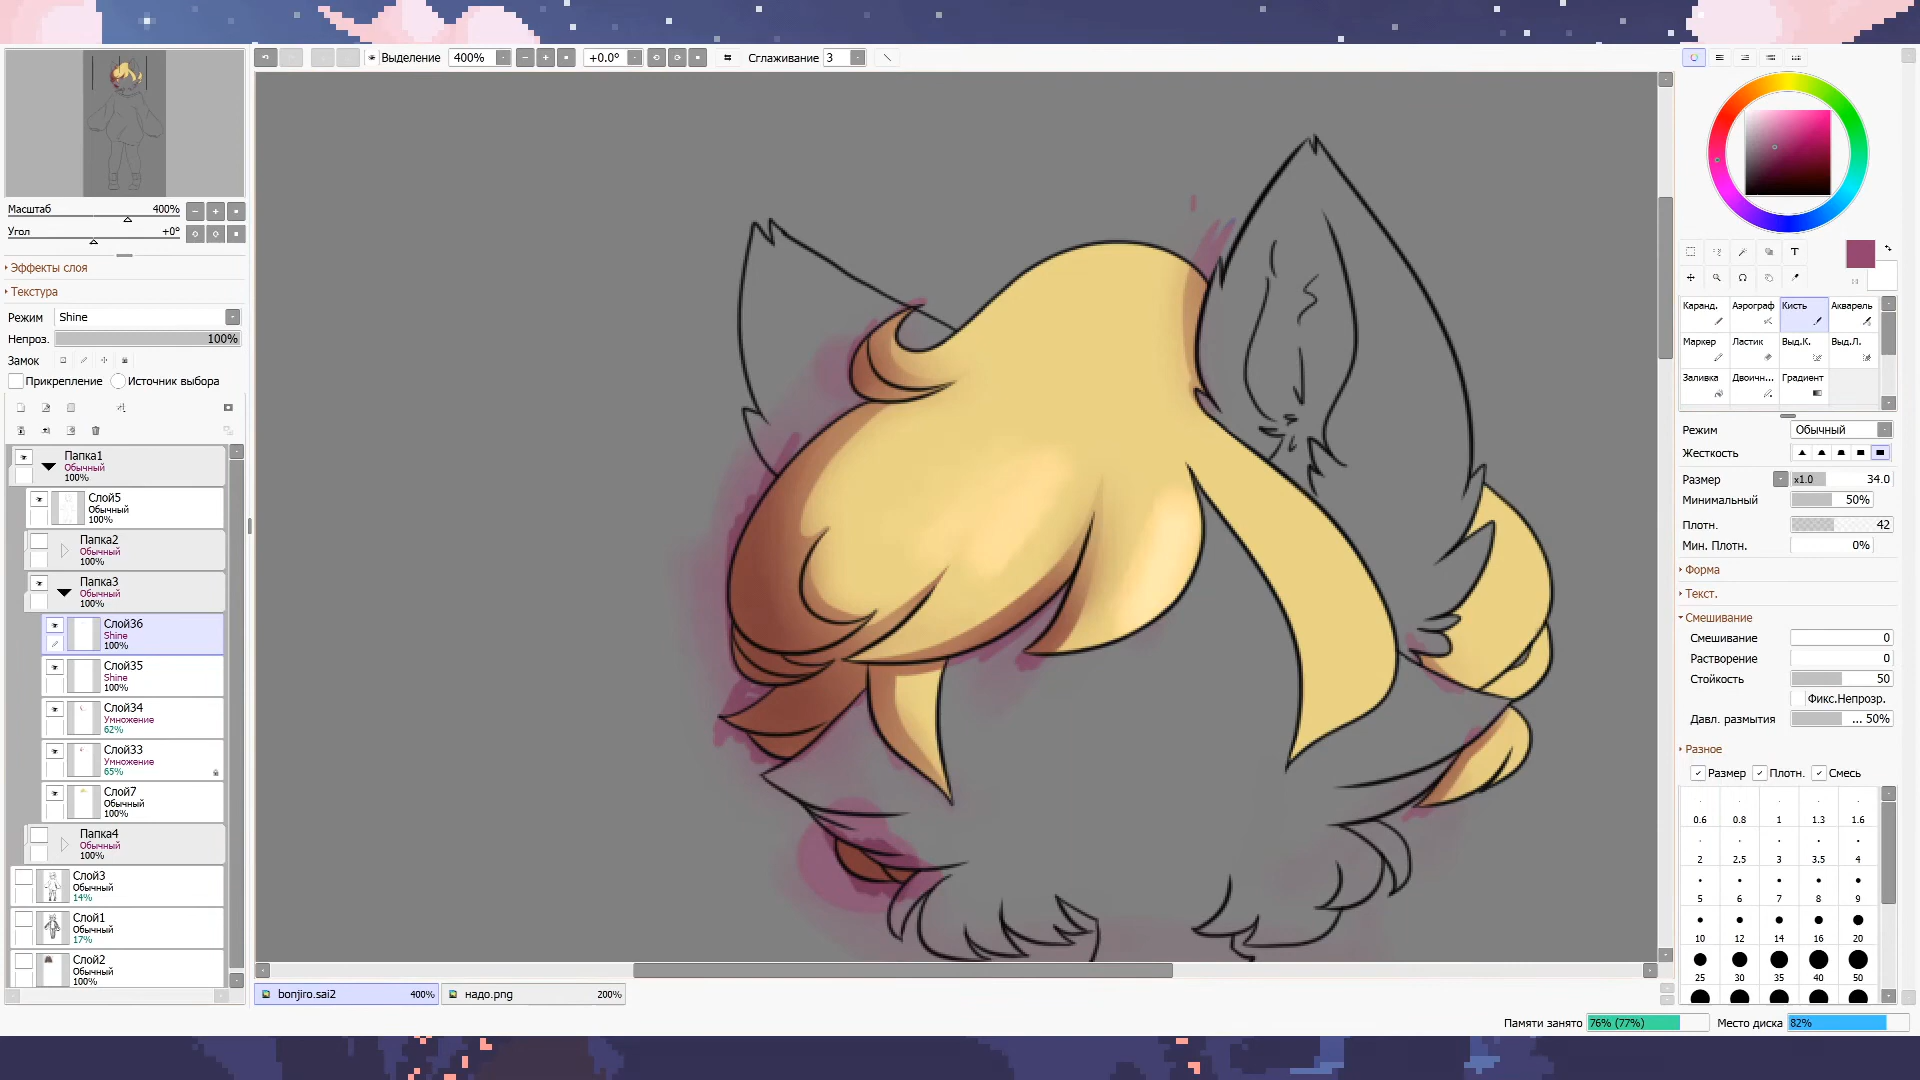 Выделение 400% +0.0° Сглаживание 3
Масштаб 400%
Угол +0°
Эффекты слоя
Текстура
Режим Shine
Непроз. 100%
Замок
Прикрепление Источник выбора
Папка1
Обычный
100%
Слой5
Обычный
100%
Папка2
Обычный
100%
Папка3
Обычный
100%
Слой36
Shine
100%
Слой35
Shine
100%
Слой34
Умножение
62%
Слой33
Умножение
65%
Слой7
Обычный
100%
Папка4
Обычный
100%
Слой3
Обычный
14%
Слой1
Обычный
17%
Слой2
Обычный
100%
bonjiro.sai2 400% надо.png 200%
T
Каранд. Аэрограф Кисть Акварель
Маркер Ластик Выд.К. Выд.Л.
Заливка Двоичн... Градиент
Режим Обычный
Жесткость
Размер x1.0 34.0
Минимальный 50%
Плотн. 42
Мин. Плотн. 0%
Форма
Текст.
Смешивание
Смешивание 0
Растворение 0
Стойкость 50
Фикс.Непрозр.
Давл. размытия ... 50%
Разное
Размер Плотн. Смесь
0.6 0.8 1 1.3 1.6
2 2.5 3 3.5 4
5 6 7 8 9
10 12 14 16 20
25 30 35 40 50
Памяти занято 76% (77%) Место диска 82%